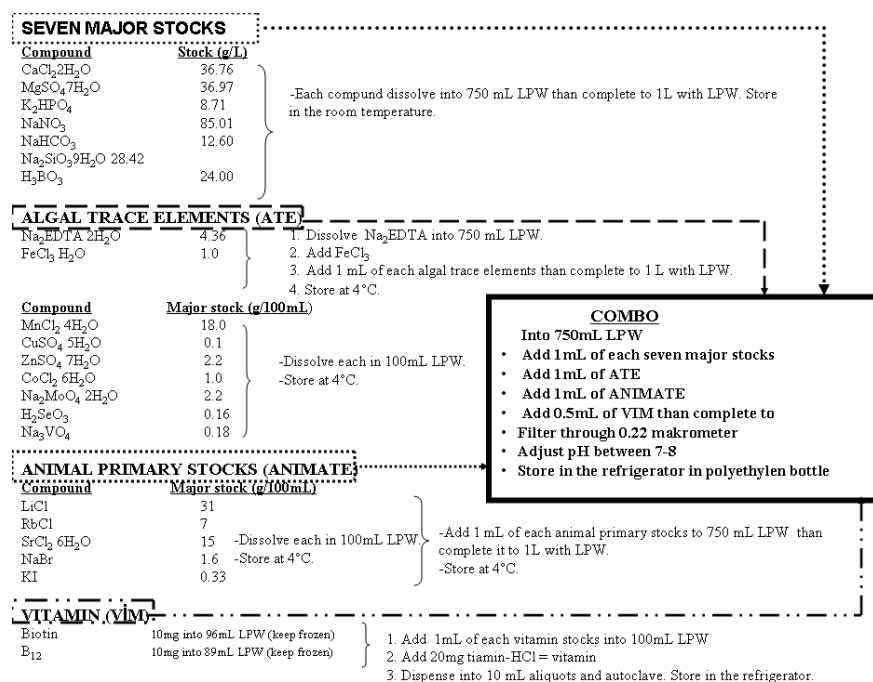 SEVEN MAJOR STOCKS
Compound Stock (g/L)
CaCl₂2H₂O 36.76
MgSO₄7H₂O 36.97
K₂HPO₄ 8.71
NaNO₃ 85.01
NaHCO₃ 12.60
Na₂SiO₃9H₂O 28.42
H₃BO₃ 24.00
-Each compund dissolve into 750 mL LPW than complete to 1L with LPW. Store
in the room temperature.
ALGAL TRACE ELEMENTS (ATE)
Na₂EDTA 2H₂O 4.36
FeCl₃ H₂O 1.0
1. Dissolve Na₂EDTA into 750 mL LPW.
2. Add FeCl₃
3. Add 1 mL of each algal trace elements than complete to 1 L with LPW.
4. Store at 4°C.
Compound Major stock (g/100mL)
MnCl₂ 4H₂O 18.0
CuSO₄ 5H₂O 0.1
ZnSO₄ 7H₂O 2.2
CoCl₂ 6H₂O 1.0
Na₂MoO₄ 2H₂O 2.2
H₂SeO₃ 0.16
Na₃VO₄ 0.18
-Dissolve each in 100mL LPW.
-Store at 4°C.
COMBO
Into 750mL LPW
• Add 1mL of each seven major stocks
• Add 1mL of ATE
• Add 1mL of ANIMATE
• Add 0.5mL of VIM than complete to
• Filter through 0.22 makrometer
• Adjust pH between 7-8
• Store in the refrigerator in polyethylen bottle
ANIMAL PRIMARY STOCKS (ANIMATE)
Compound Major stock (g/100mL)
LiCl 31
RbCl 7
SrCl₂ 6H₂O 15
NaBr 1.6
KI 0.33
-Dissolve each in 100mL LPW.
-Store at 4°C.
-Add 1 mL of each animal primary stocks to 750 mL LPW than
complete it to 1L with LPW.
-Store at 4°C.
VITAMIN (VİM)
Biotin 10mg into 96mL LPW (keep frozen)
B₁₂ 10mg into 89mL LPW (keep frozen)
1. Add 1mL of each vitamin stocks into 100mL LPW
2. Add 20mg tiamin-HCl = vitamin
3. Dispense into 10 mL aliquots and autoclave. Store in the refrigerator.